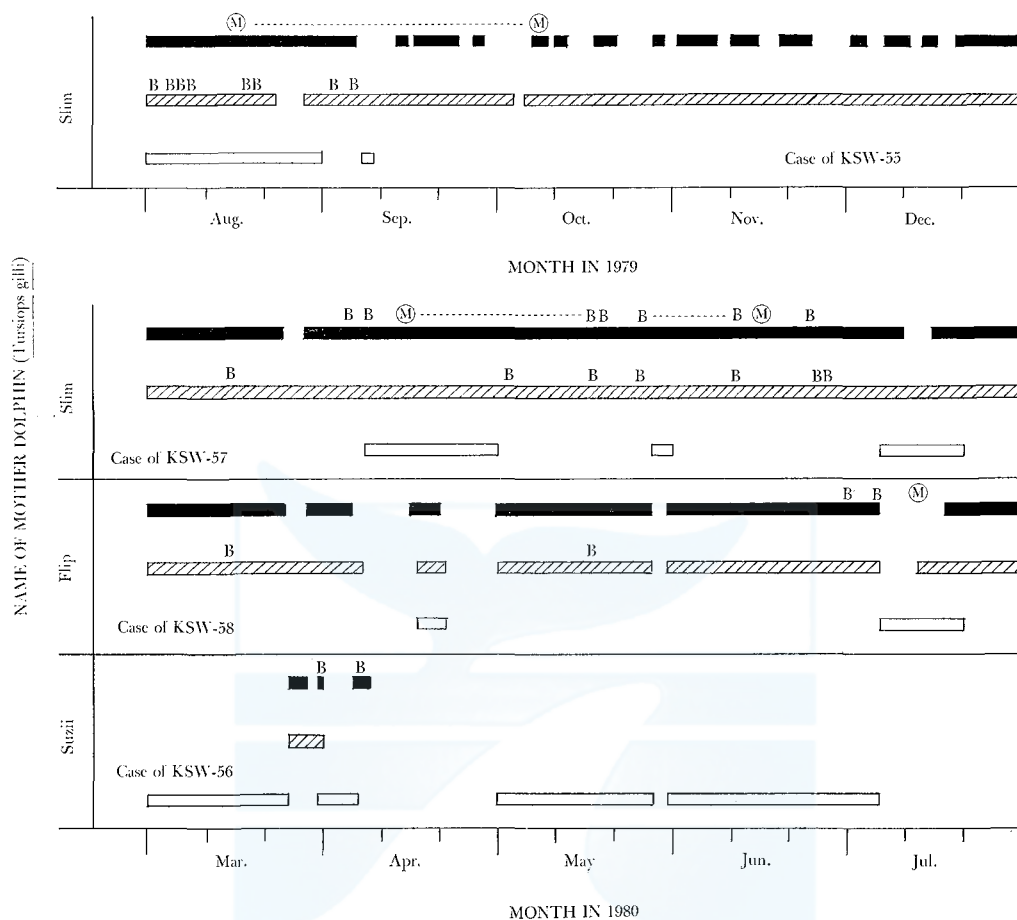 M M
B BBB BB B B
Slim
Case of KSW-55
Aug. Sep. Oct. Nov. Dec.
MONTH IN 1979
NAME OF MOTHER DOLPHIN (Tursiops gilli)
B B M BB B B M B
Slim
B B B B B BB
Case of KSW-57
B B M
Flip
B B
Case of KSW-58
B B
Suzii
Case of KSW-56
Mar. Apr. May Jun. Jul.
MONTH IN 1980